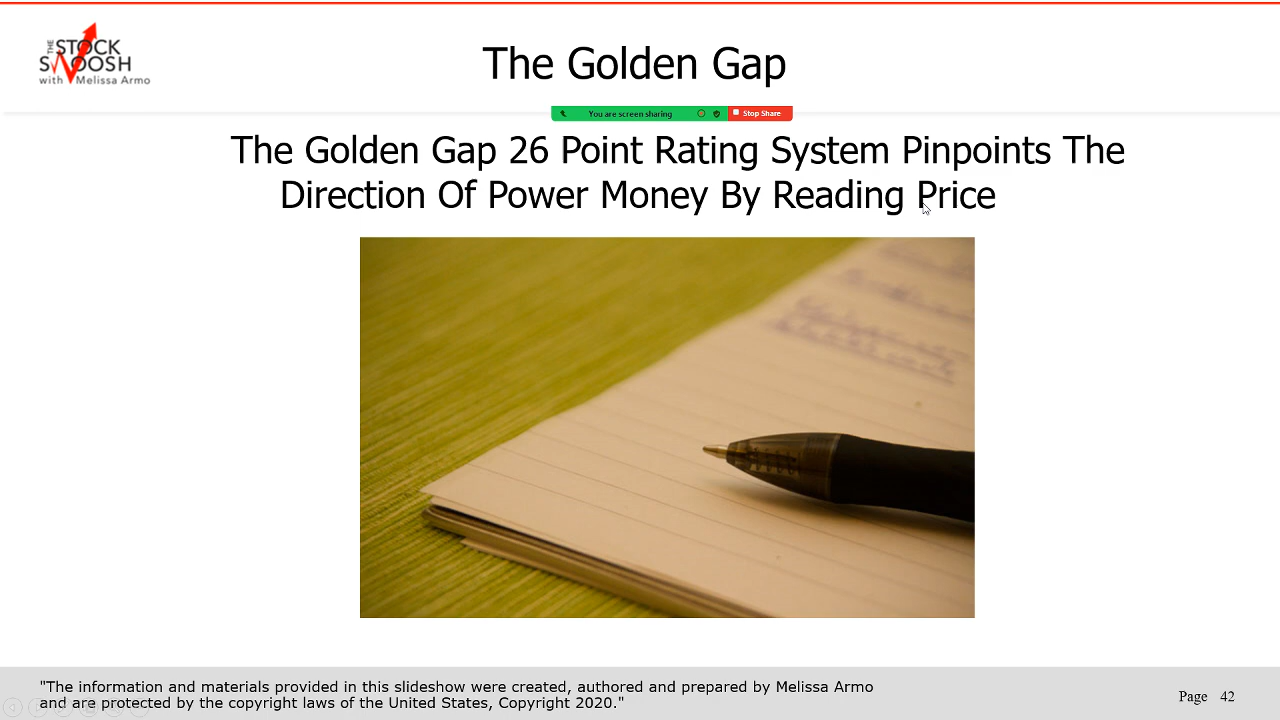 THE STOCK
SWOOSH
with Melissa Armo
The Golden Gap
You are screen sharing
Stop Share
The Golden Gap 26 Point Rating System Pinpoints The
Direction Of Power Money By Reading Price
"The information and materials provided in this slideshow were created, authored and prepared by Melissa Armo
and are protected by the copyright laws of the United States, Copyright 2020."
Page 42